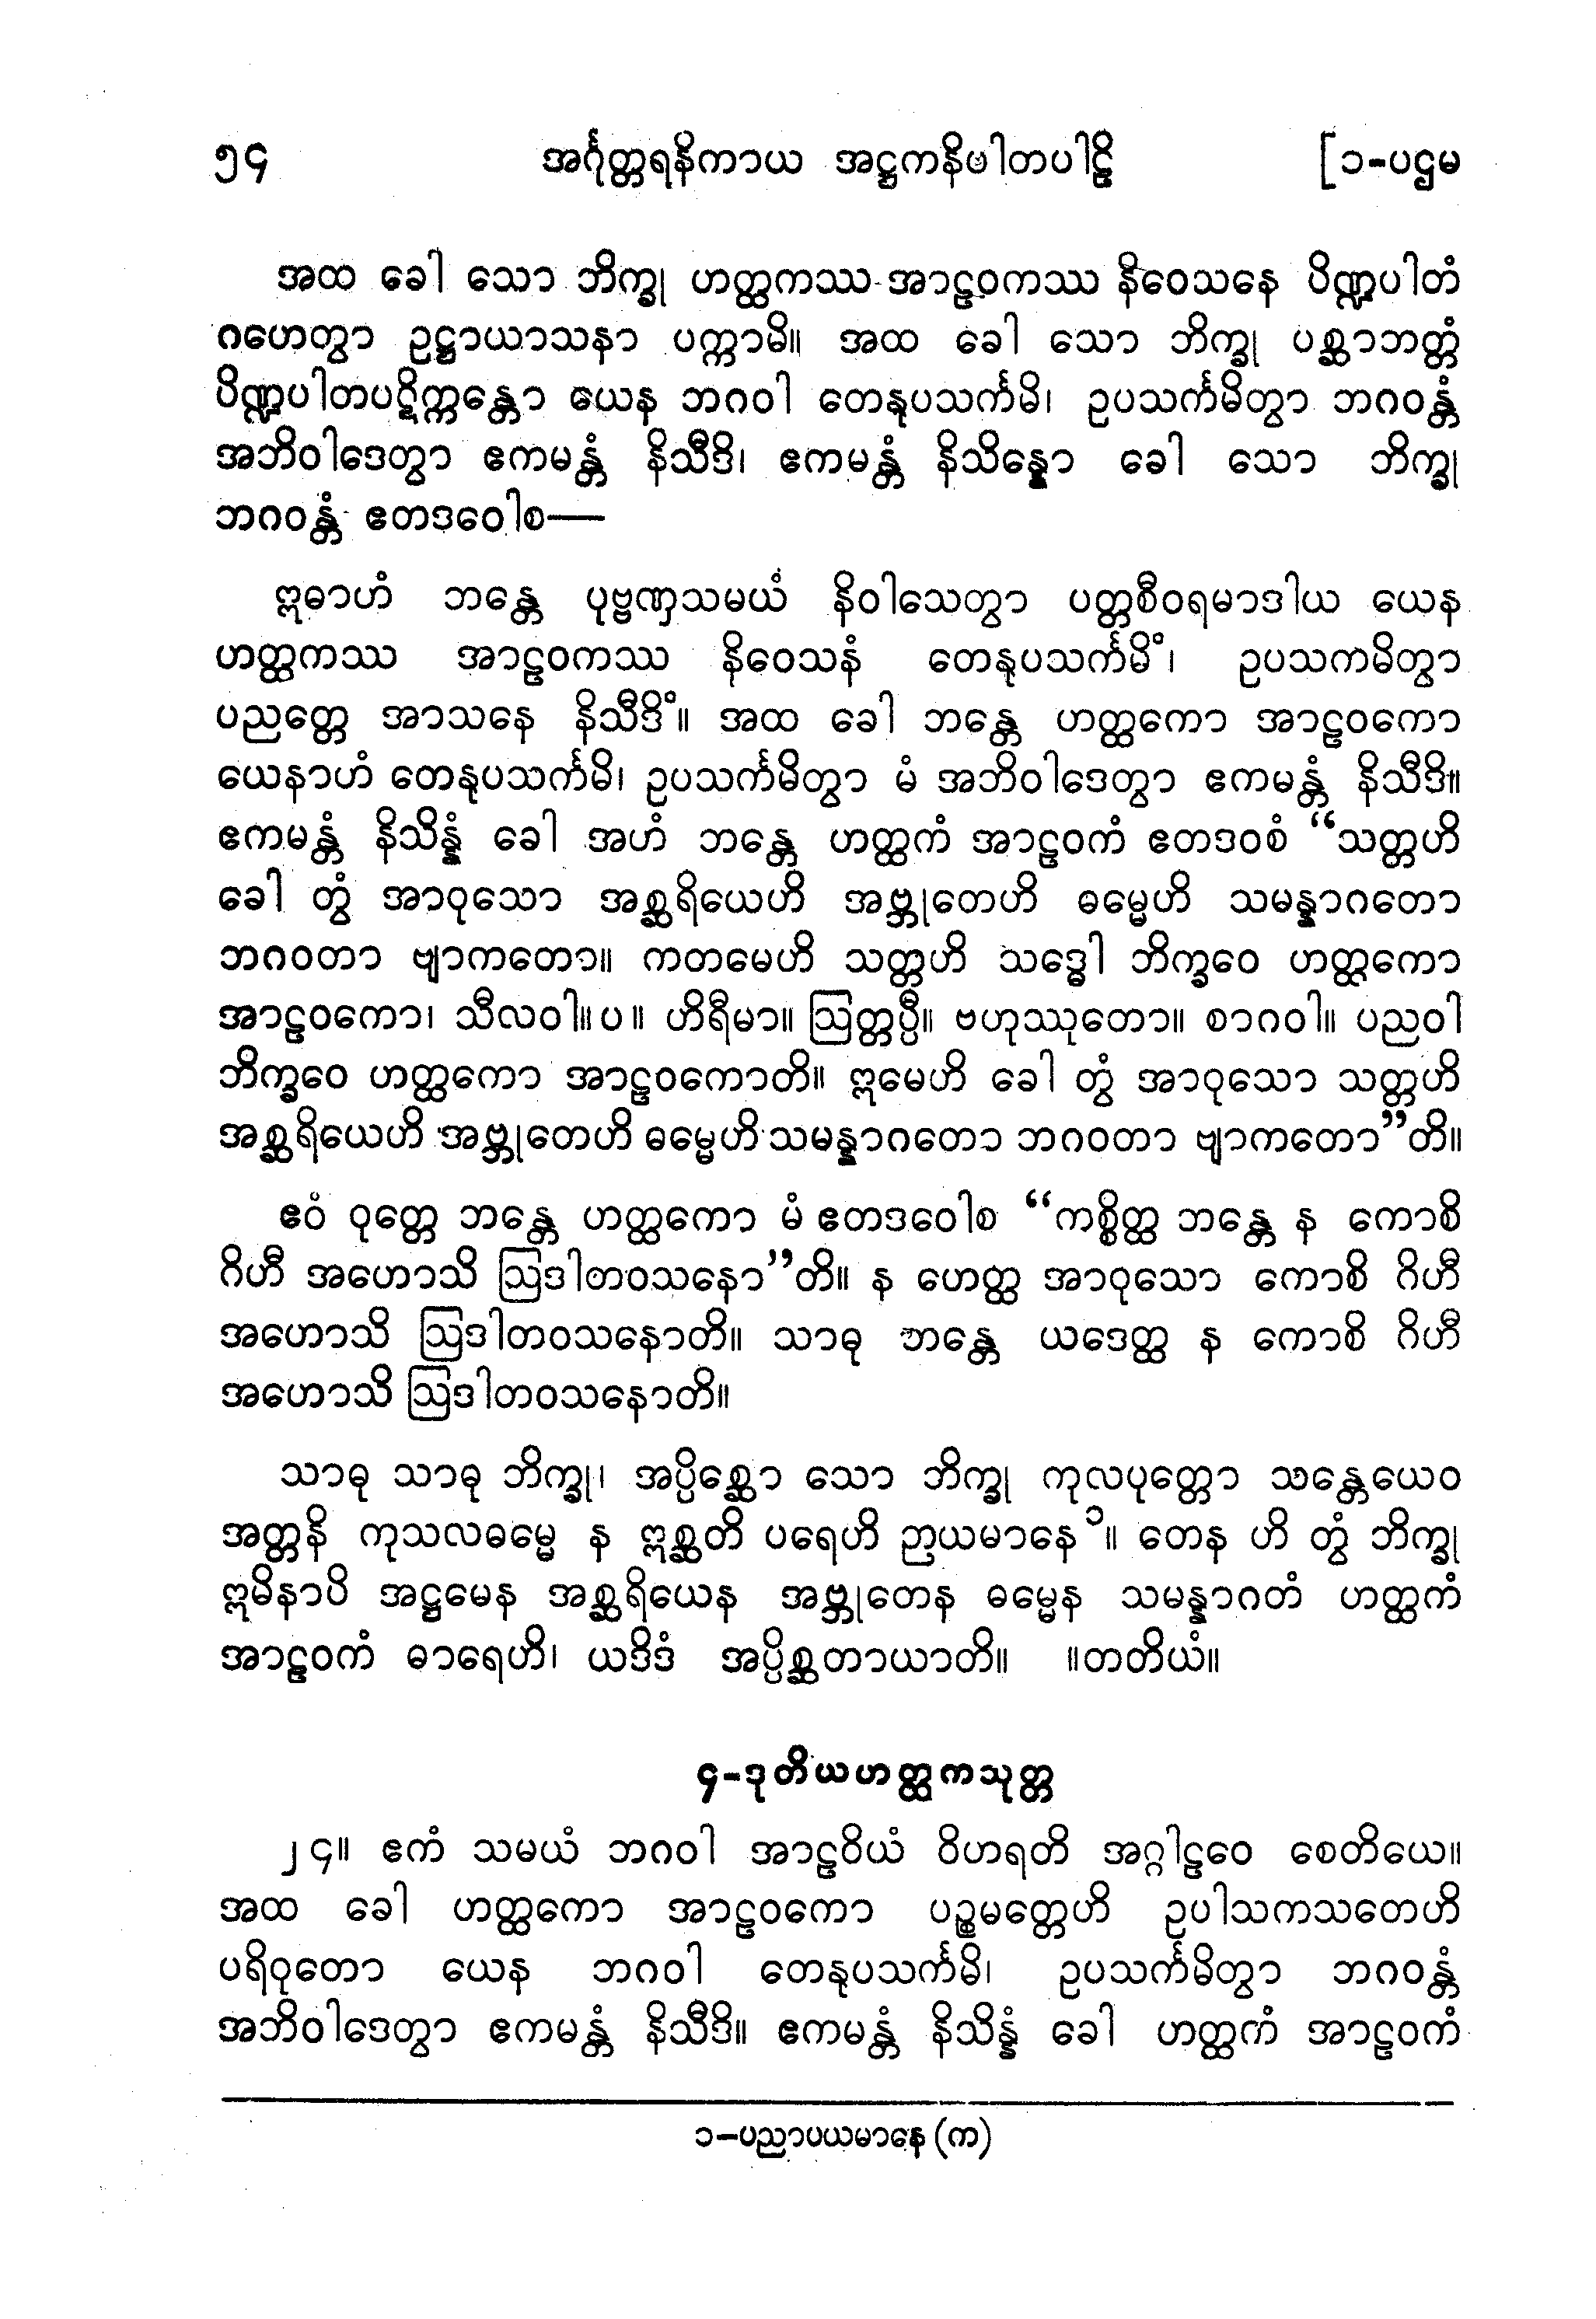 ၅၄ အင်္ဂုတ္တရနိကာယ အဋ္ဌကနိပါတပါဠိ [၁-ပဌမ
အထ ခေါ သော ဘိက္ခု ဟတ္ထကဿ အာဠဝကဿ နိဝေသနေ ပိဏ္ဍပါတံ
ဂဟေတွာ ဥဋ္ဌာယာသနာ ပက္ကာမိ။ အထ ခေါ သော ဘိက္ခု ပစ္ဆာဘတ္တံ
ပိဏ္ဍပါတပဋိက္ကန္တော ယေန ဘဂဝါ တေနုပသင်္ကမိ၊ ဥပသင်္ကမိတွာ ဘဂဝန္တံ
အဘိဝါဒေတွာ ဧကမန္တံ နိသီဒိ၊ ဧကမန္တံ နိသိန္နော ခေါ သော ဘိက္ခု
ဘဂဝန္တံ ဧတဒဝေါစ—
ဣဓာဟံ ဘန္တေ ပုဗ္ဗဏှသမယံ နိဝါသေတွာ ပတ္တစီဝရမာဒါယ ယေန
ဟတ္ထကဿ အာဠဝကဿ နိဝေသနံ တေနုပသင်္ကမိံ၊ ဥပသကမိတွာ
ပညတ္တေ အာသနေ နိသီဒိံ။ အထ ခေါ ဘန္တေ ဟတ္ထကော အာဠဝကော
ယေနာဟံ တေနုပသင်္ကမိ၊ ဥပသင်္ကမိတွာ မံ အဘိဝါဒေတွာ ဧကမန္တံ နိသီဒိ။
ဧကမန္တံ နိသိန္နံ ခေါ အဟံ ဘန္တေ ဟတ္ထကံ အာဠဝကံ ဧတဒဝစံ “သတ္တဟိ
ခေါ တွံ အာဝုသော အစ္ဆရိယေဟိ အဗ္ဘုတေဟိ ဓမ္မေဟိ သမန္နာဂတော
ဘဂဝတာ ဗျာကတော။ ကတမေဟိ သတ္တဟိ သဒ္ဓေါ ဘိက္ခဝေ ဟတ္ထကော
အာဠဝကော၊ သီလဝါ။ပ။ ဟိရီမာ။ ဩတ္တပ္ပီ။ ဗဟုဿုတော။ စာဂဝါ။ ပညဝါ
ဘိက္ခဝေ ဟတ္ထကော အာဠဝကောတိ။ ဣမေဟိ ခေါ တွံ အာဝုသော သတ္တဟိ
အစ္ဆရိယေဟိ အဗ္ဘုတေဟိ ဓမ္မေဟိ သမန္နာဂတော ဘဂဝတာ ဗျာကတော”တိ။
ဧဝံ ဝုတ္တေ ဘန္တေ ဟတ္ထကော မံ ဧတဒဝေါစ “ကစ္စိတ္ထ ဘန္တေ န ကောစိ
ဂိဟီ အဟောသိ ဩဒါတဝသနော”တိ။ န ဟေတ္ထ အာဝုသော ကောစိ ဂိဟီ
အဟောသိ ဩဒါတဝသနောတိ။ သာဓု ဘန္တေ ယဒေတ္ထ န ကောစိ ဂိဟီ
အဟောသိ ဩဒါတဝသနောတိ။
သာဓု သာဓု ဘိက္ခု၊ အပ္ပိစ္ဆော သော ဘိက္ခု ကုလပုတ္တော သန္တေယေဝ
အတ္တနိ ကုသလဓမ္မေ န ဣစ္ဆတိ ပရေဟိ ဉာယမာနေ ၁။ တေန ဟိ တွံ ဘိက္ခု
ဣမိနာပိ အဋ္ဌမေန အစ္ဆရိယေန အဗ္ဘုတေန ဓမ္မေန သမန္နာဂတံ ဟတ္ထကံ
အာဠဝကံ ဓာရေဟိ၊ ယဒိဒံ အပ္ပိစ္ဆတာယာတိ။ ။တတိယံ။
၄-ဒုတိယဟတ္ထကသုတ္တ
၂၄။ ဧကံ သမယံ ဘဂဝါ အာဠဝိယံ ဝိဟရတိ အဂ္ဂါဠဝေ စေတိယေ။
အထ ခေါ ဟတ္ထကော အာဠဝကော ပဉ္စမတ္တေဟိ ဥပါသကသတေဟိ
ပရိဝုတော ယေန ဘဂဝါ တေနုပသင်္ကမိ၊ ဥပသင်္ကမိတွာ ဘဂဝန္တံ
အဘိဝါဒေတွာ ဧကမန္တံ နိသီဒိ။ ဧကမန္တံ နိသိန္နံ ခေါ ဟတ္ထကံ အာဠဝကံ
၁-ပညာပယမာနေ (က)